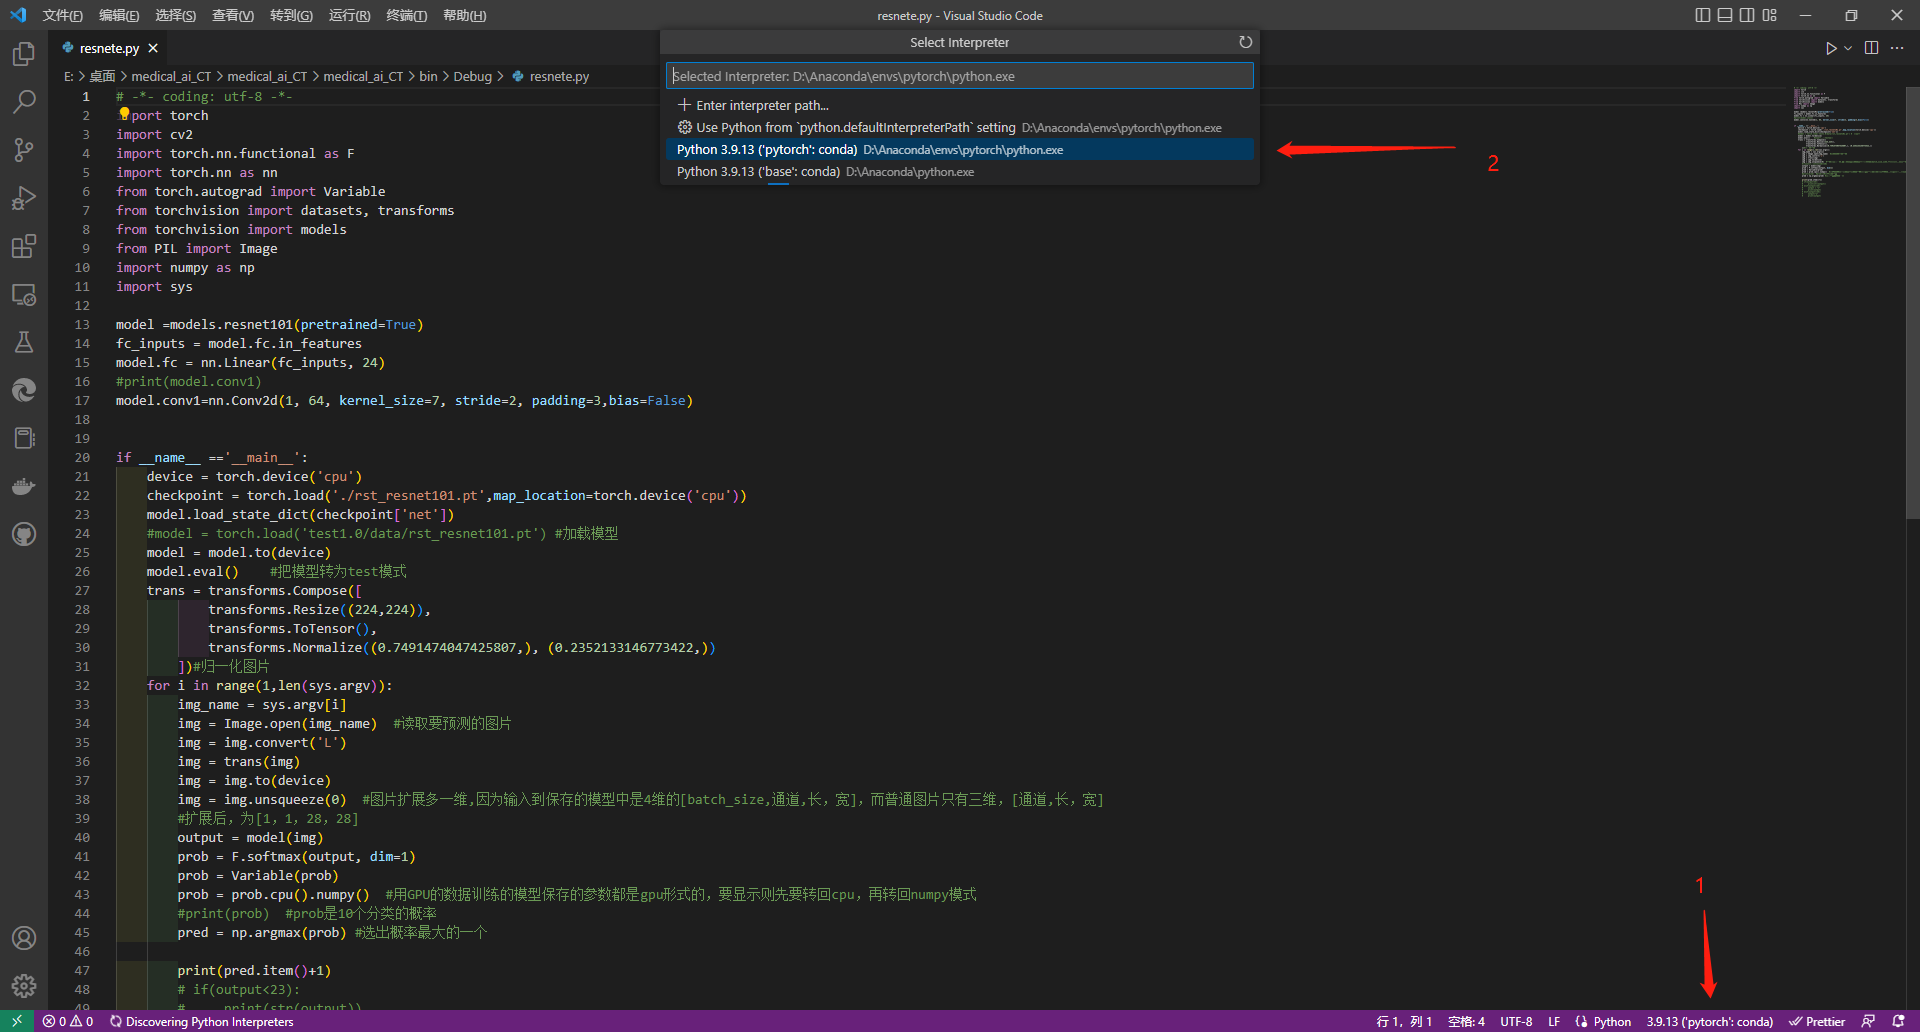 文件(F) 编辑(E) 选择(S) 查看(V) 转到(G) 运行(R) 终端(T) 帮助(H)
resnete.py - Visual Studio Code
resnete.py
E: > 桌面 > medical_ai_CT > medical_ai_CT > medical_ai_CT > bin > Debug > resnete.py
Select Interpreter
Selected Interpreter: D:\Anaconda\envs\pytorch\python.exe
Enter interpreter path...
Use Python from `python.defaultInterpreterPath` setting D:\Anaconda\envs\pytorch\python.exe
Python 3.9.13 ('pytorch': conda) D:\Anaconda\envs\pytorch\python.exe
Python 3.9.13 ('base': conda) D:\Anaconda\python.exe
2
1 # -*- coding: utf-8 -*-
2 import torch
3 import cv2
4 import torch.nn.functional as F
5 import torch.nn as nn
6 from torch.autograd import Variable
7 from torchvision import datasets, transforms
8 from torchvision import models
9 from PIL import Image
10 import numpy as np
11 import sys
12
13 model =models.resnet101(pretrained=True)
14 fc_inputs = model.fc.in_features
15 model.fc = nn.Linear(fc_inputs, 24)
16 #print(model.conv1)
17 model.conv1=nn.Conv2d(1, 64, kernel_size=7, stride=2, padding=3,bias=False)
18
19
20 if __name__ =='__main__':
21 device = torch.device('cpu')
22 checkpoint = torch.load('./rst_resnet101.pt',map_location=torch.device('cpu'))
23 model.load_state_dict(checkpoint['net'])
24 #model = torch.load('test1.0/data/rst_resnet101.pt') #加载模型
25 model = model.to(device)
26 model.eval() #把模型转为test模式
27 trans = transforms.Compose([
28 transforms.Resize((224,224)),
29 transforms.ToTensor(),
30 transforms.Normalize((0.7491474047425807,), (0.2352133146773422,))
31 ])#归一化图片
32 for i in range(1,len(sys.argv)):
33 img_name = sys.argv[i]
34 img = Image.open(img_name) #读取要预测的图片
35 img = img.convert('L')
36 img = trans(img)
37 img = img.to(device)
38 img = img.unsqueeze(0) #图片扩展多一维,因为输入到保存的模型中是4维的[batch_size,通道,长，宽]，而普通图片只有三维，[通道,长，宽]
39 #扩展后，为[1，1，28，28]
40 output = model(img)
41 prob = F.softmax(output, dim=1)
42 prob = Variable(prob)
43 prob = prob.cpu().numpy() #用GPU的数据训练的模型保存的参数都是gpu形式的，要显示则先要转回cpu，再转回numpy模式
44 #print(prob) #prob是10个分类的概率
45 pred = np.argmax(prob) #选出概率最大的一个
46
47 print(pred.item()+1)
48 # if(output<23):
49 # print(str(output))
1
0 0 Discovering Python Interpreters
行 1，列 1 空格: 4 UTF-8 LF Python 3.9.13 ('pytorch': conda) Prettier